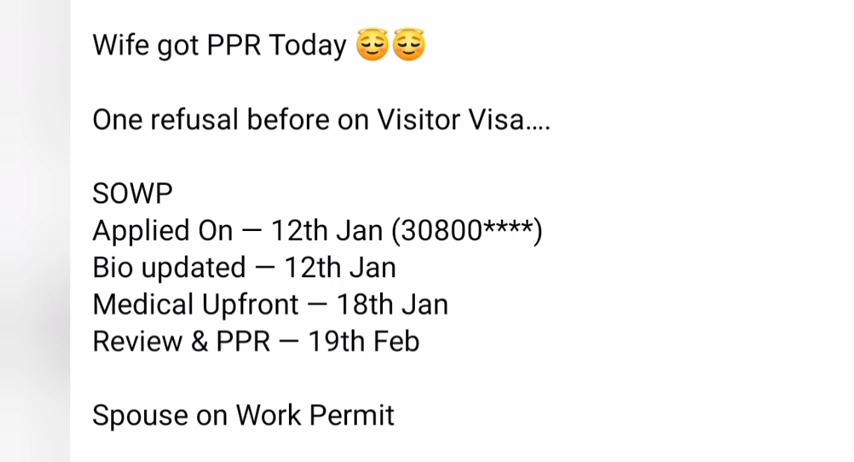 Wife got PPR Today 😇😇
One refusal before on Visitor Visa....
SOWP
Applied On — 12th Jan (30800****)
Bio updated — 12th Jan
Medical Upfront — 18th Jan
Review & PPR — 19th Feb
Spouse on Work Permit